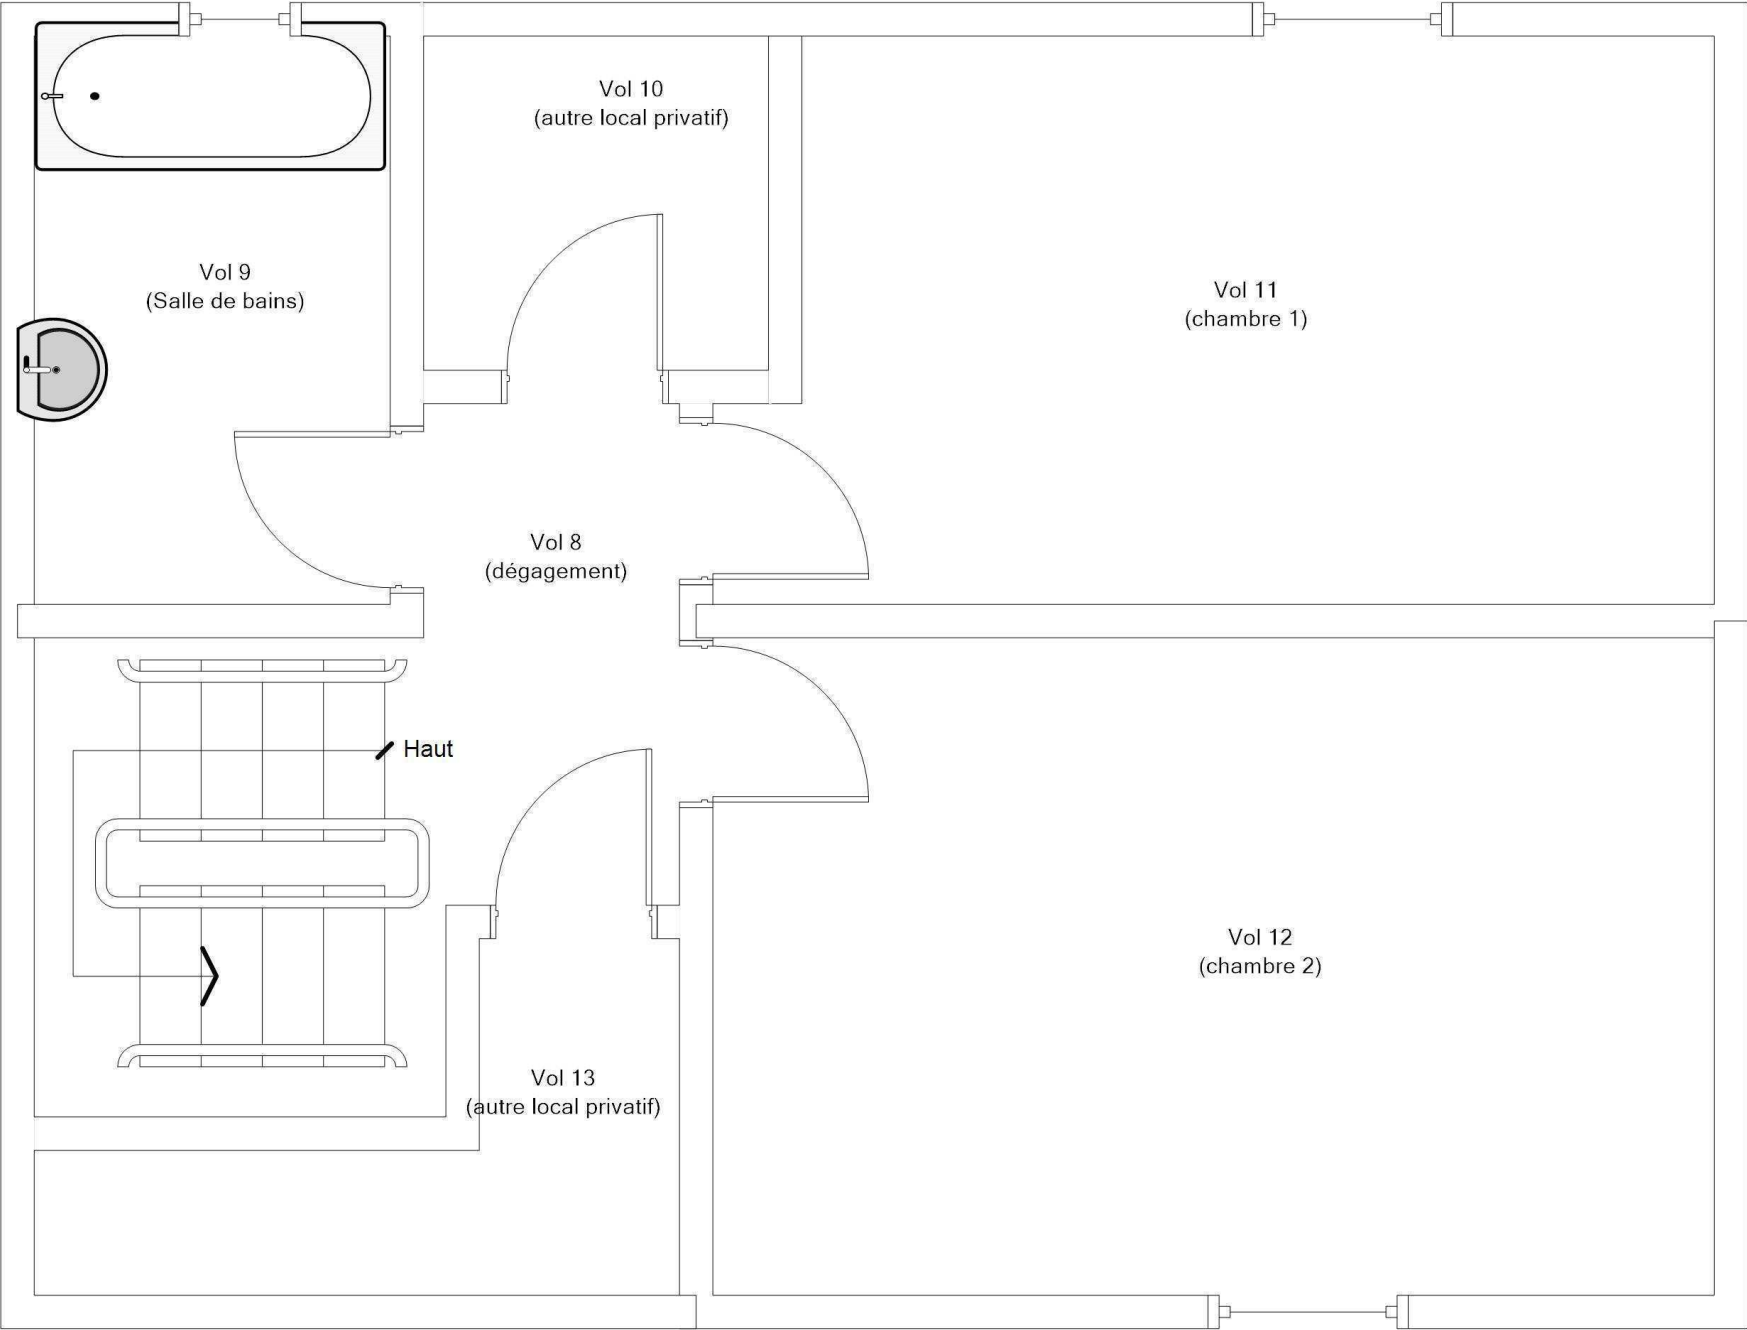 Vol 10
(autre local privatif)
Vol 9
(Salle de bains)
Vol 11
(chambre 1)
Vol 8
(dégagement)
Haut
Vol 12
(chambre 2)
Vol 13
(autre local privatif)